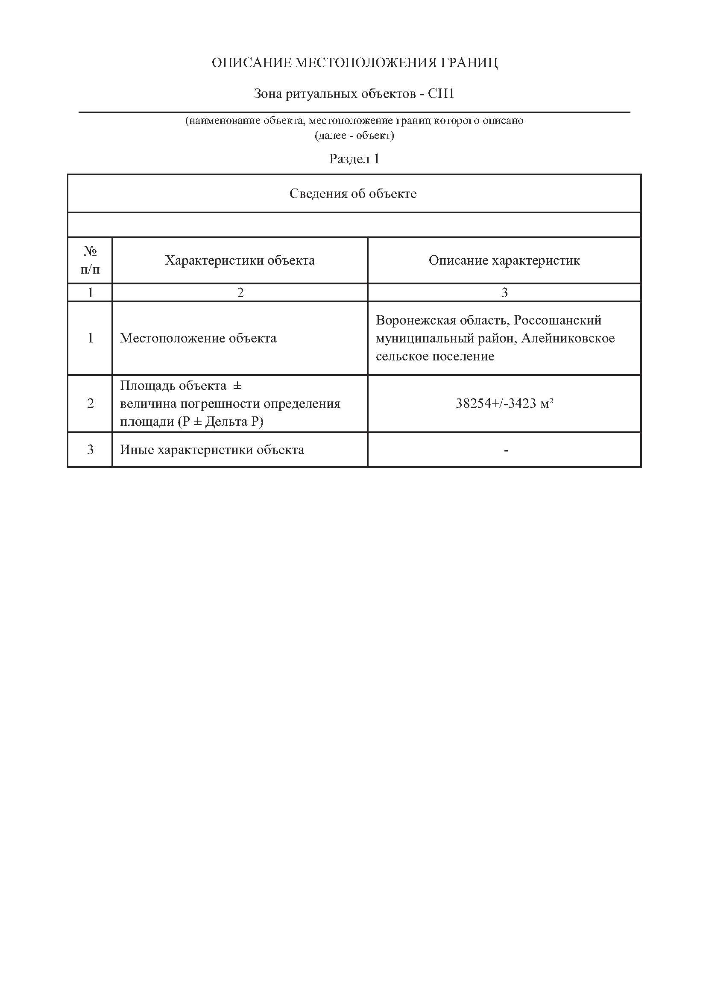 ОПИСАНИЕ МЕСТОПОЛОЖЕНИЯ ГРАНИЦ
Зона ритуальных объектов - СН1
(наименование объекта, местоположение границ которого описано
(далее - объект)
Раздел 1
Сведения об объекте
№
п/п
Характеристики объекта
Описание характеристик
1
2
3
1
Местоположение объекта
Воронежская область, Россошанский
муниципальный район, Алейниковское
сельское поселение
2
Площадь объекта ±
величина погрешности определения
площади (Р ± Дельта Р)
38254+/-3423 м²
3
Иные характеристики объекта
-